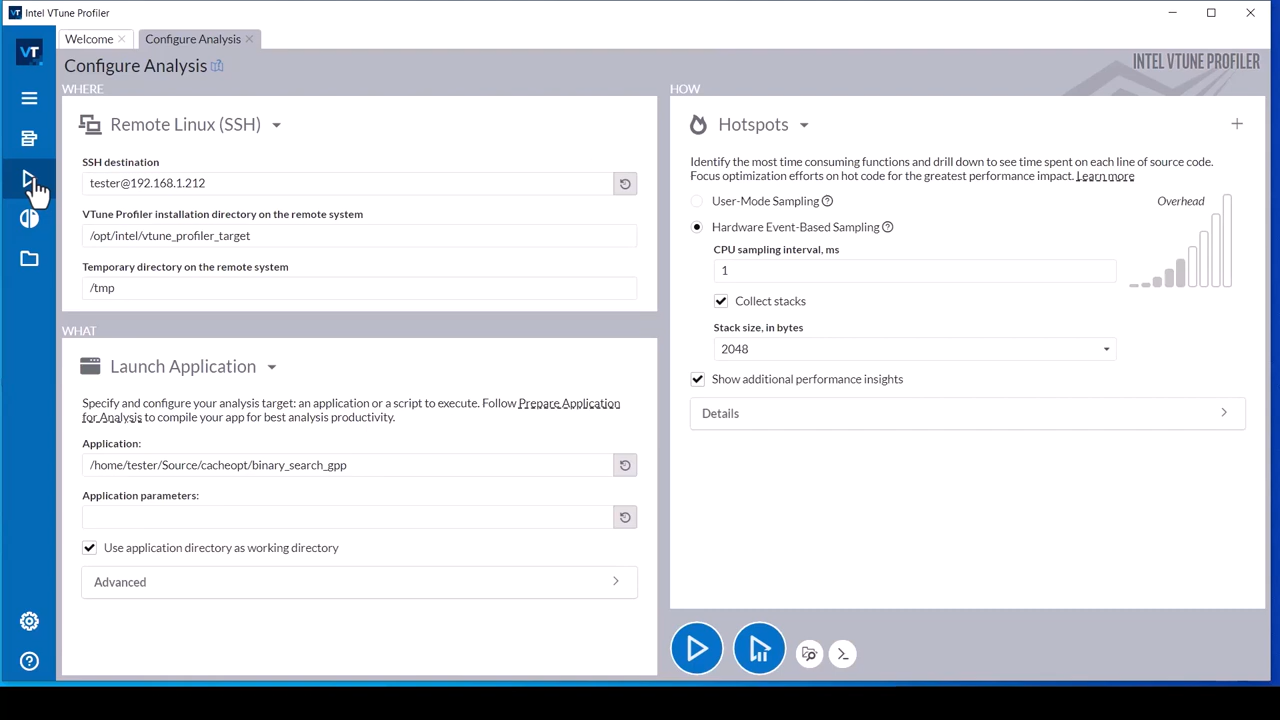 VT Intel VTune Profiler
Welcome
Configure Analysis
VT
Configure Analysis
INTEL VTUNE PROFILER
WHERE
Remote Linux (SSH)
SSH destination
tester@192.168.1.212
VTune Profiler installation directory on the remote system
/opt/intel/vtune_profiler_target
Temporary directory on the remote system
/tmp
WHAT
Launch Application
Specify and configure your analysis target: an application or a script to execute. Follow Prepare Application
for Analysis to compile your app for best analysis productivity.
Application:
/home/tester/Source/cacheopt/binary_search_gpp
Application parameters:
Use application directory as working directory
Advanced
HOW
Hotspots
Identify the most time consuming functions and drill down to see time spent on each line of source code.
Focus optimization efforts on hot code for the greatest performance impact. Learn more
User-Mode Sampling
Overhead
Hardware Event-Based Sampling
CPU sampling interval, ms
1
Collect stacks
Stack size, in bytes
2048
Show additional performance insights
Details